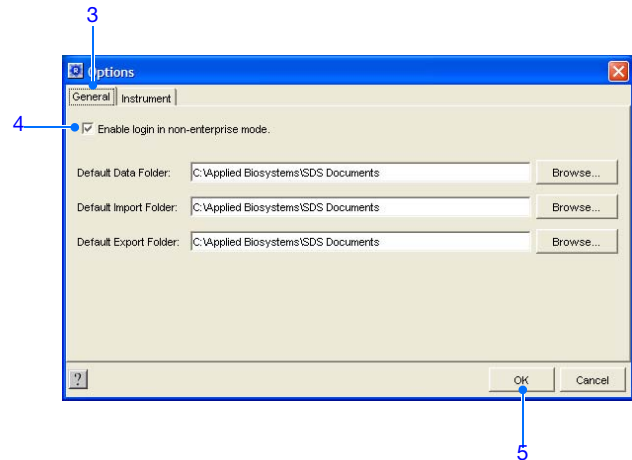 3
Options
General Instrument
4
Enable login in non-enterprise mode.
Default Data Folder: C:\Applied Biosystems\SDS Documents Browse...
Default Import Folder: C:\Applied Biosystems\SDS Documents Browse...
Default Export Folder: C:\Applied Biosystems\SDS Documents Browse...
? OK Cancel
5